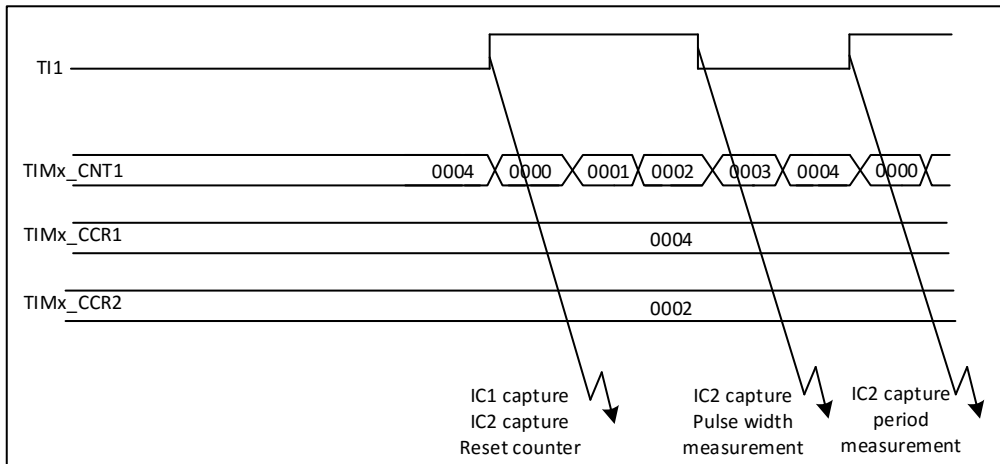 TI1
TIMx_CNT1
0004 0000 0001 0002 0003 0004 0000
TIMx_CCR1
0004
TIMx_CCR2
0002
IC1 capture
IC2 capture
Reset counter
IC2 capture
Pulse width
measurement
IC2 capture
period
measurement